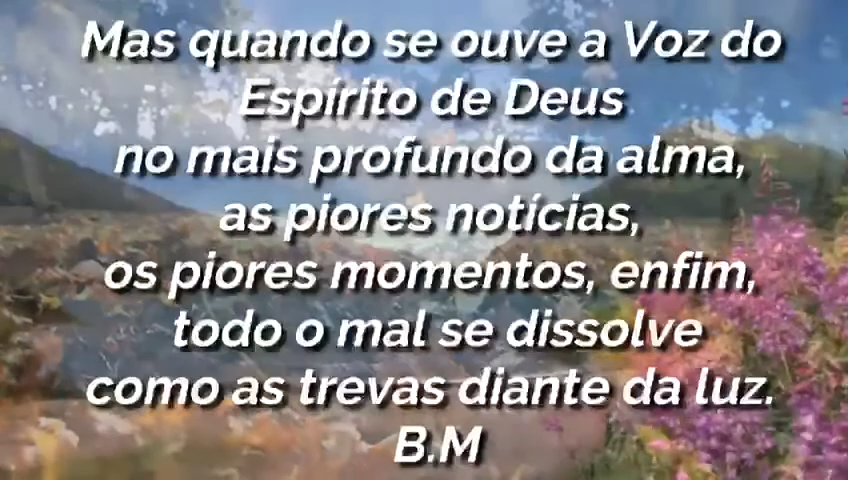 Mas quando se ouve a Voz do
Espírito de Deus
no mais profundo da alma,
as piores notícias,
os piores momentos, enfim,
todo o mal se dissolve
como as trevas diante da luz.
B.M